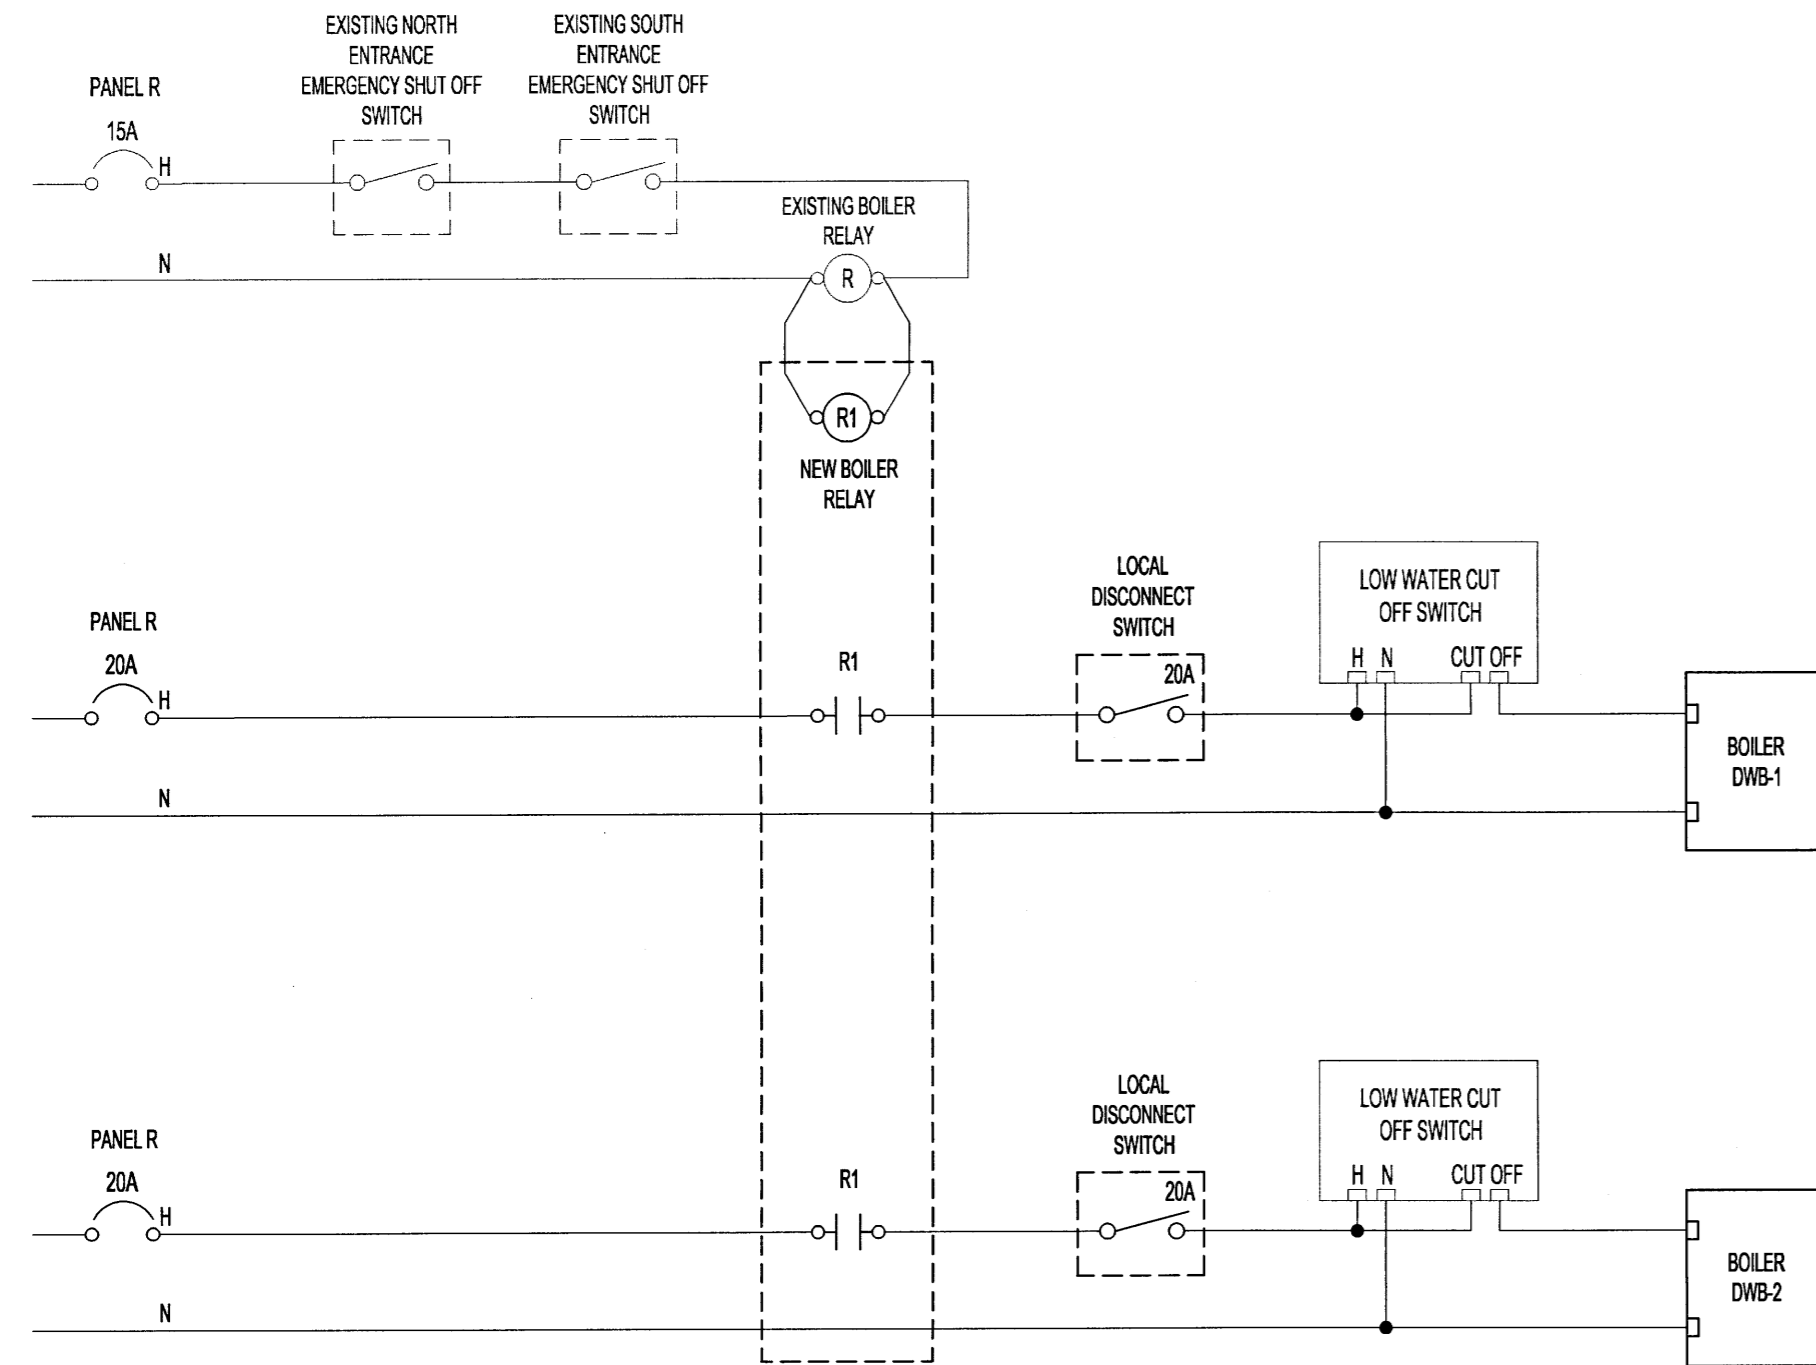 EXISTING NORTH
ENTRANCE
EMERGENCY SHUT OFF
SWITCH
EXISTING SOUTH
ENTRANCE
EMERGENCY SHUT OFF
SWITCH
PANEL R
15A
H
N
EXISTING BOILER
RELAY
R
R1
NEW BOILER
RELAY
PANEL R
20A
H
N
R1
LOCAL
DISCONNECT
SWITCH
20A
LOW WATER CUT
OFF SWITCH
H N CUT OFF
BOILER
DWB-1
PANEL R
20A
H
N
R1
LOCAL
DISCONNECT
SWITCH
20A
LOW WATER CUT
OFF SWITCH
H N CUT OFF
BOILER
DWB-2